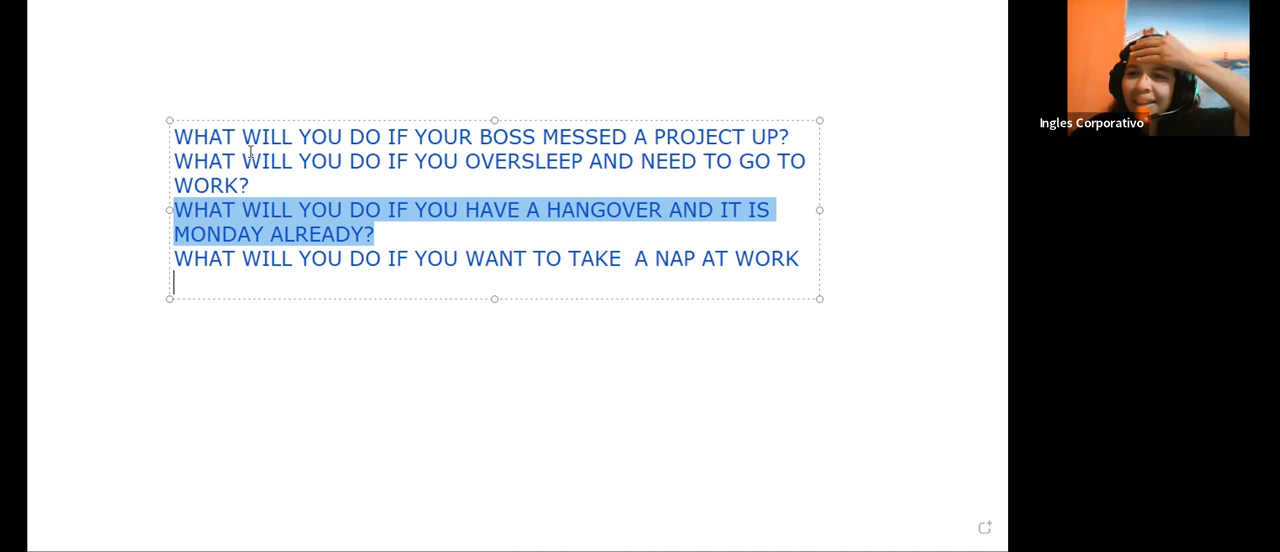 WHAT WILL YOU DO IF YOUR BOSS MESSED A PROJECT UP?
WHAT WILL YOU DO IF YOU OVERSLEEP AND NEED TO GO TO
WORK?
WHAT WILL YOU DO IF YOU HAVE A HANGOVER AND IT IS
MONDAY ALREADY?
WHAT WILL YOU DO IF YOU WANT TO TAKE  A NAP AT WORK
Ingles Corporativo